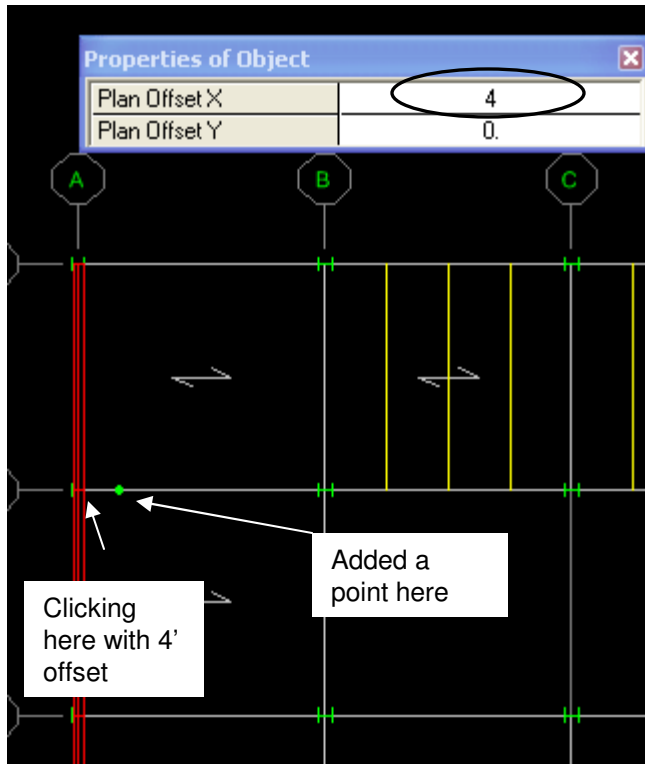 Properties of Object
Plan Offset X 4
Plan Offset Y 0.
A B C
Added a
point here
Clicking
here with 4’
offset